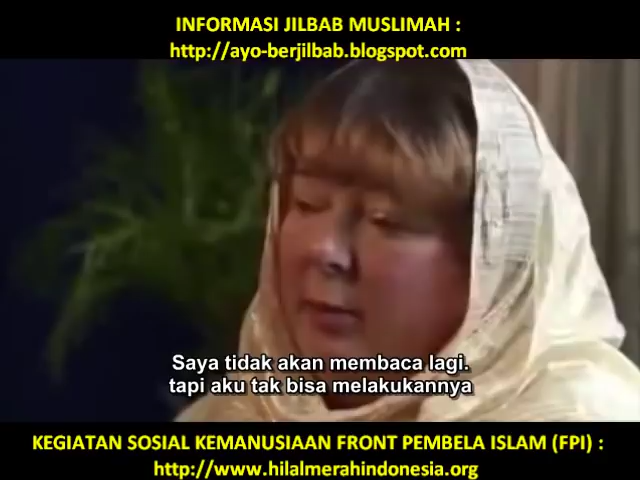 INFORMASI JILBAB MUSLIMAH :
http://ayo-berjilbab.blogspot.com
Saya tidak akan membaca lagi.
tapi aku tak bisa melakukannya
KEGIATAN SOSIAL KEMANUSIAAN FRONT PEMBELA ISLAM (FPI) :
http://www.hilalmerahindonesia.org